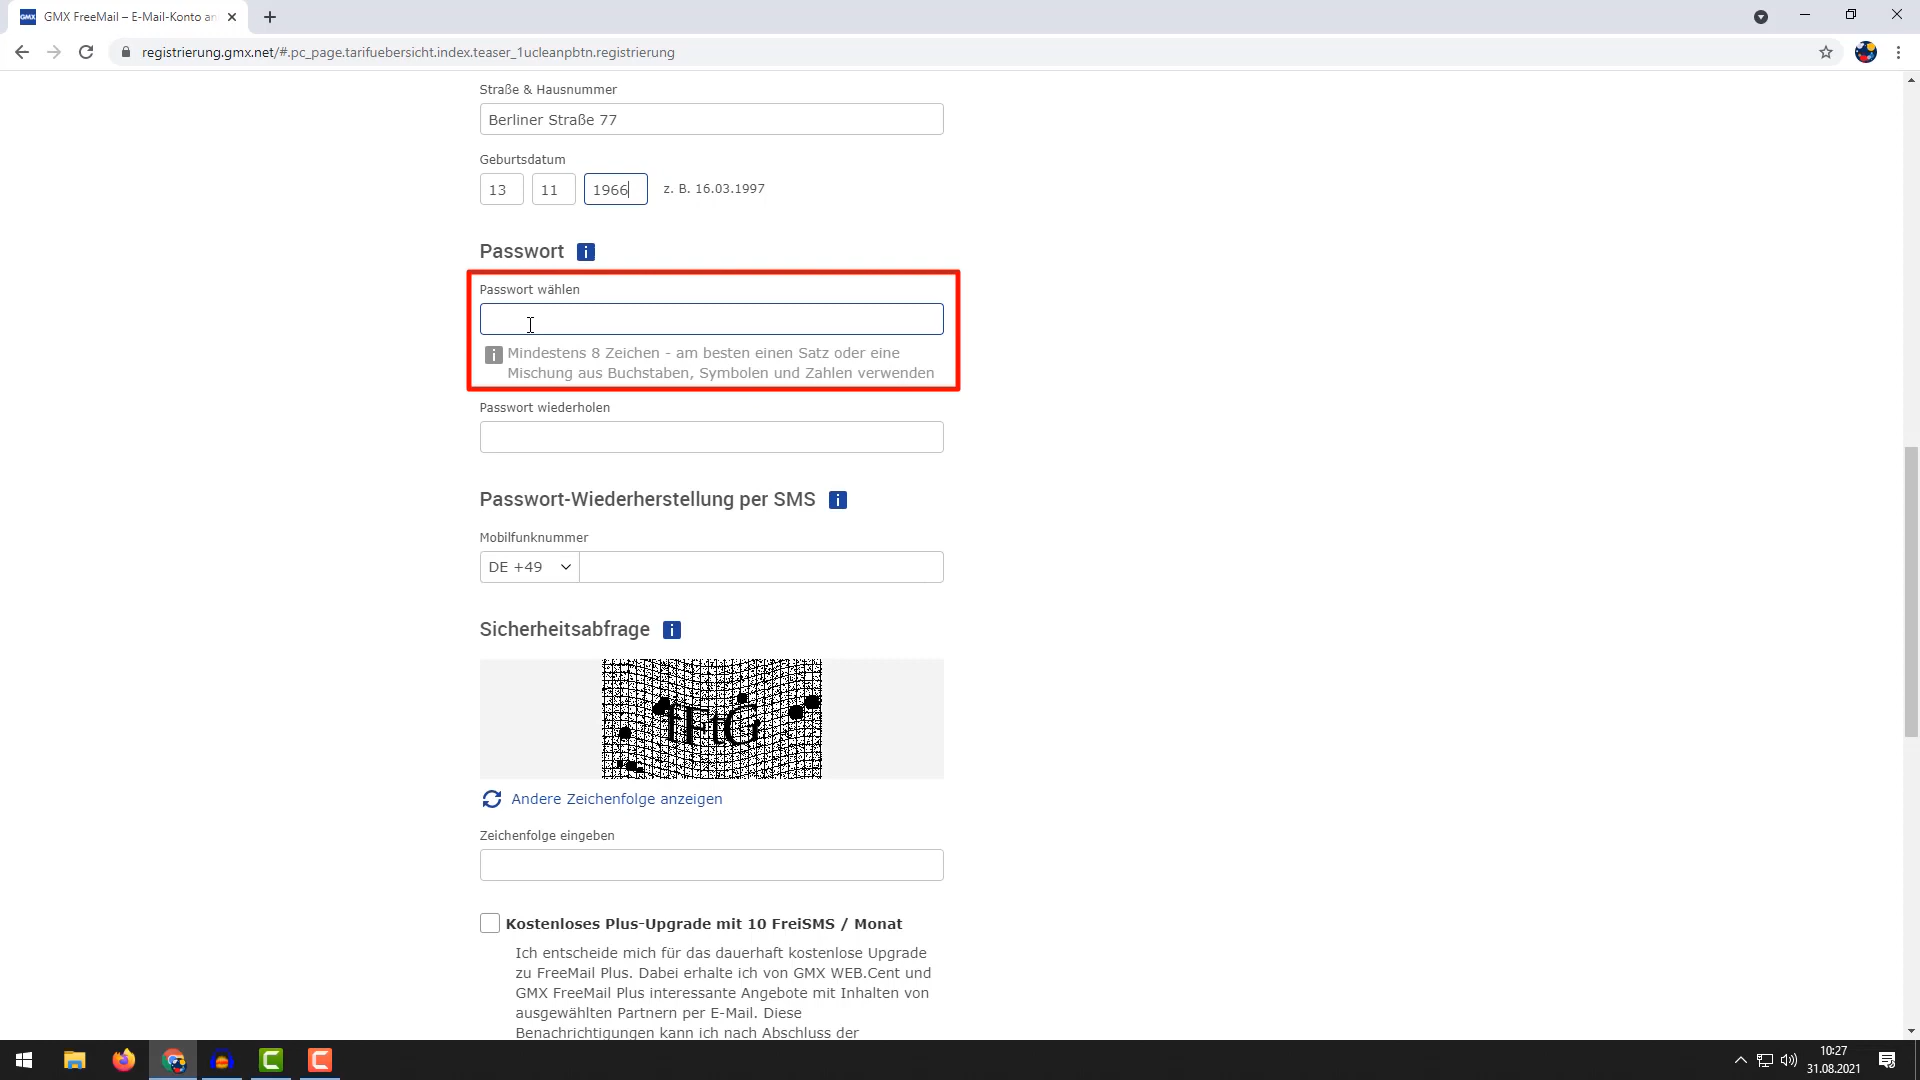 GMX FreeMail – E-Mail-Konto an
registrierung.gmx.net/#.pc_page.tarifuebersicht.index.teaser_1ucleanpbtn.registrierung
Straße & Hausnummer
Berliner Straße 77
Geburtsdatum
13 11 1966 z. B. 16.03.1997
Passwort
Passwort wählen
Mindestens 8 Zeichen - am besten einen Satz oder eine
Mischung aus Buchstaben, Symbolen und Zahlen verwenden
Passwort wiederholen
Passwort-Wiederherstellung per SMS
Mobilfunknummer
DE +49
Sicherheitsabfrage
Andere Zeichenfolge anzeigen
Zeichenfolge eingeben
Kostenloses Plus-Upgrade mit 10 FreiSMS / Monat
Ich entscheide mich für das dauerhaft kostenlose Upgrade
zu FreeMail Plus. Dabei erhalte ich von GMX WEB.Cent und
GMX FreeMail Plus interessante Angebote mit Inhalten von
ausgewählten Partnern per E-Mail. Diese
Benachrichtigungen kann ich nach Abschluss der
10:27
31.08.2021